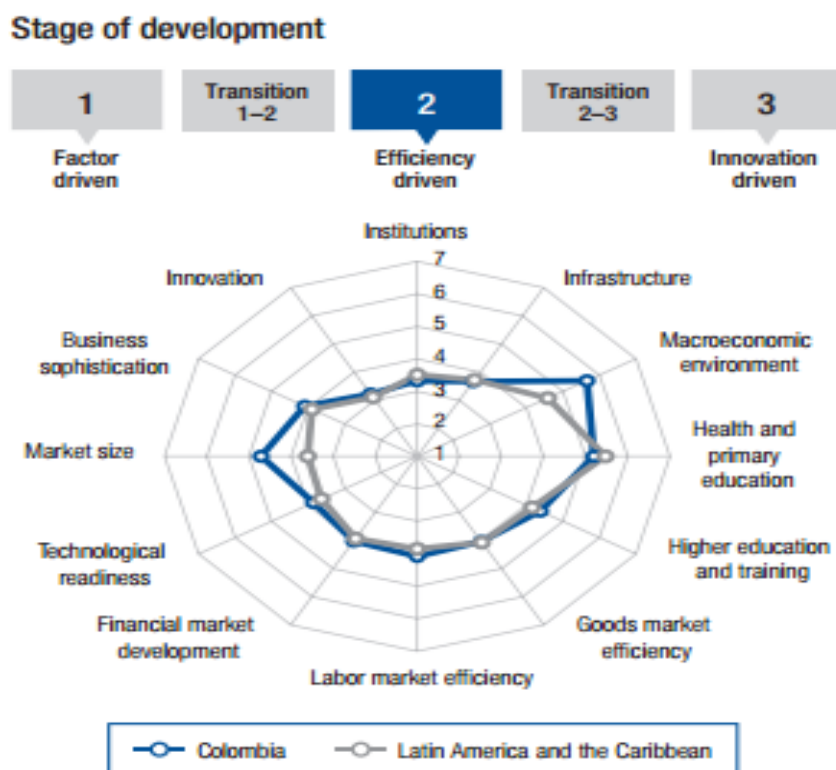 Stage of development
1
Transition
1–2
2
Transition
2–3
3
Factor
driven
Efficiency
driven
Innovation
driven
Institutions
7
6
5
4
3
2
1
Infrastructure
Macroeconomic
environment
Health and
primary
education
Higher education
and training
Goods market
efficiency
Labor market efficiency
Financial market
development
Technological
readiness
Market size
Business
sophistication
Innovation
Colombia
Latin America and the Caribbean